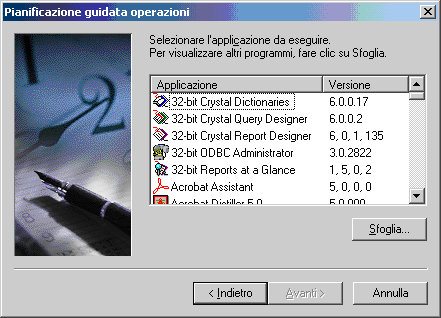 Pianificazione guidata operazioni
Selezionare l'applicazione da eseguire.
Per visualizzare altri programmi, fare clic su Sfoglia.
Applicazione Versione
32-bit Crystal Dictionaries 6.0.0.17
32-bit Crystal Query Designer 6.0.0.2
32-bit Crystal Report Designer 6, 0, 1, 135
32-bit ODBC Administrator 3.0.2822
32-bit Reports at a Glance 1, 5, 0, 2
Acrobat Assistant 5, 0, 0, 0
Acrobat Distiller 5.0 5.0.000
Sfoglia...
< Indietro
Avanti >
Annulla